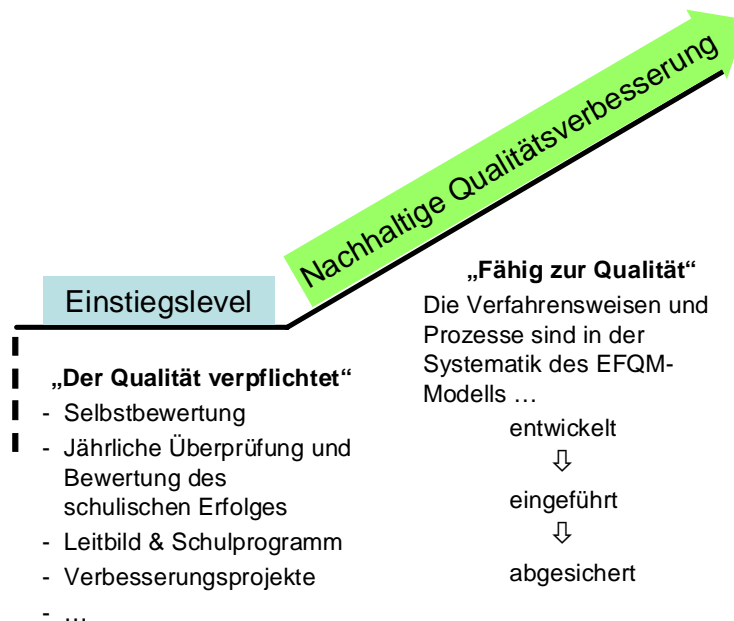 Nachhaltige Qualitätsverbesserung
Einstiegslevel
„Der Qualität verpflichtet“
- Selbstbewertung
- Jährliche Überprüfung und
Bewertung des
schulischen Erfolges
- Leitbild & Schulprogramm
- Verbesserungsprojekte
- …
„Fähig zur Qualität“
Die Verfahrensweisen und
Prozesse sind in der
Systematik des EFQM-
Modells …
entwickelt
⇩
eingeführt
⇩
abgesichert